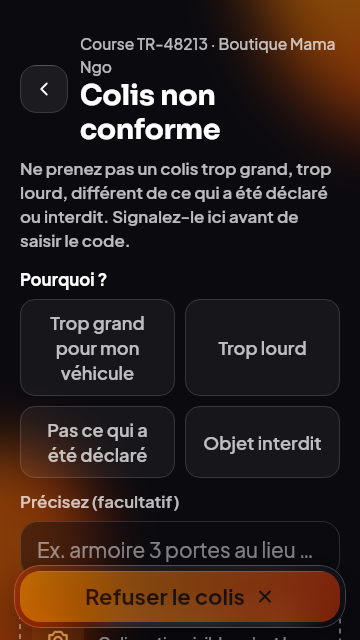 Course TR-48213 · Boutique Mama
Ngo
Colis non
conforme
Ne prenez pas un colis trop grand, trop
lourd, différent de ce qui a été déclaré
ou interdit. Signalez-le ici avant de
saisir le code.
Pourquoi ?
Trop grand
pour mon
véhicule
Trop lourd
Pas ce qui a
été déclaré
Objet interdit
Précisez (facultatif)
Ex. armoire 3 portes au lieu ...
Refuser le colis ✕